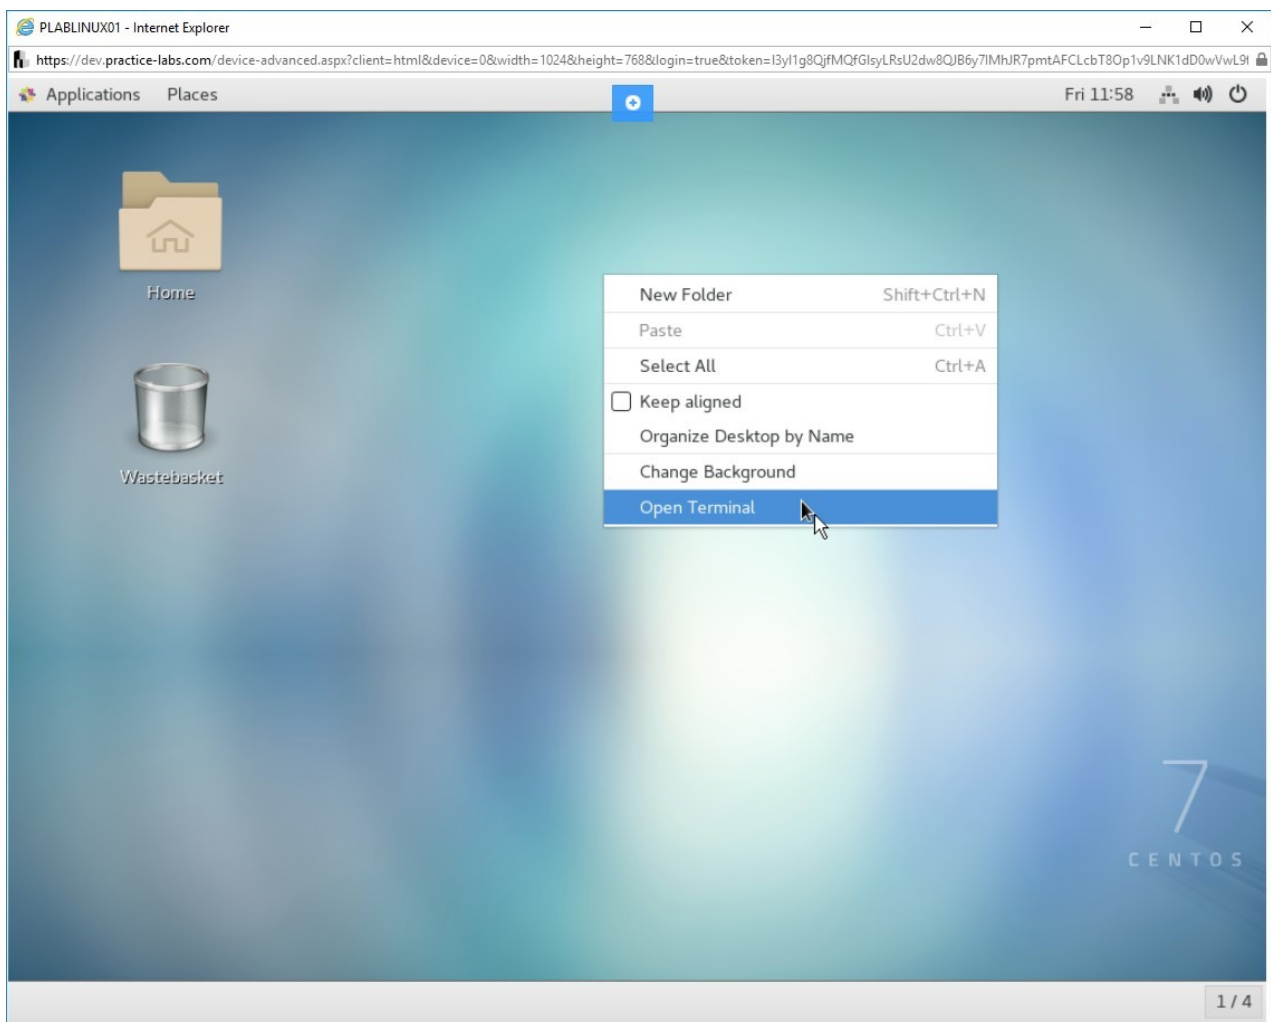 PLABLINUX01 - Internet Explorer
https://dev.practice-labs.com/device-advanced.aspx?client=html&device=0&width=1024&height=768&login=true&token=
Applications Places Fri 11:58
Home
Wastebasket
New Folder Shift+Ctrl+N
Paste Ctrl+V
Select All Ctrl+A
Keep aligned
Organize Desktop by Name
Change Background
Open Terminal
7
CENTOS
1 / 4